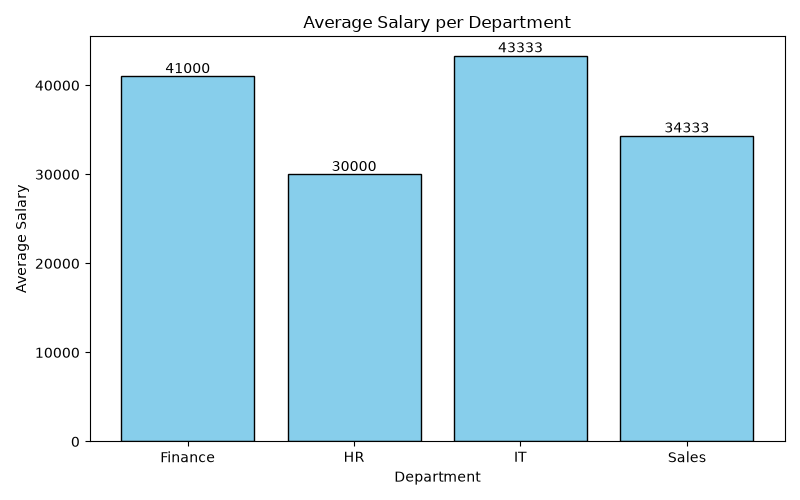 Average Salary per Department
43333
41000
34333
30000
40000
30000
20000
10000
0
Average Salary
Finance HR IT Sales
Department